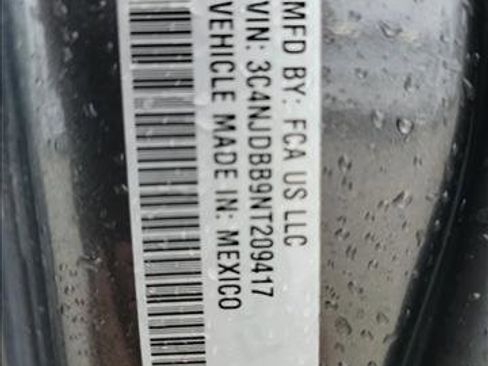 MFD BY: FCA US LLC
VIN: 3C4NJDBB9NT209417
VEHICLE MADE IN: MEXICO